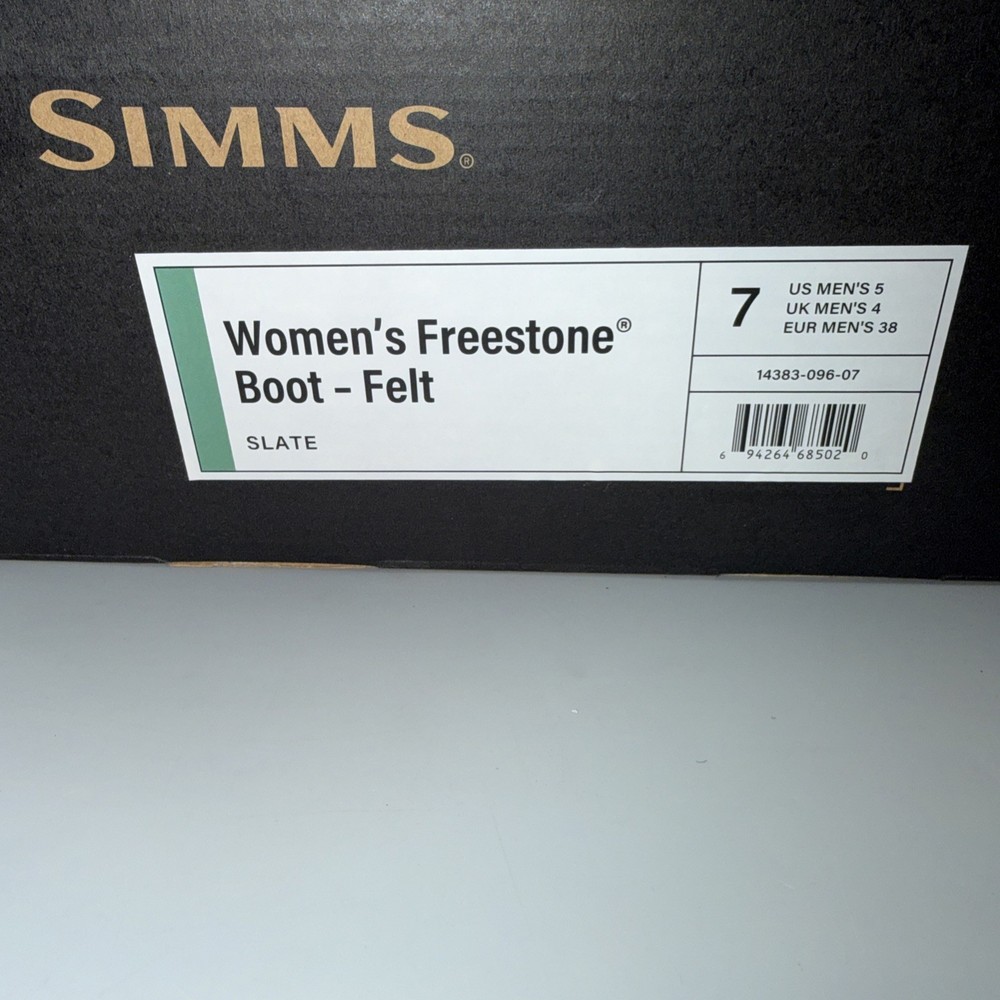 SIMMS®
Women's Freestone®
Boot - Felt
SLATE
7
US MEN'S 5
UK MEN'S 4
EUR MEN'S 38
14383-096-07
6 94264 68502 0